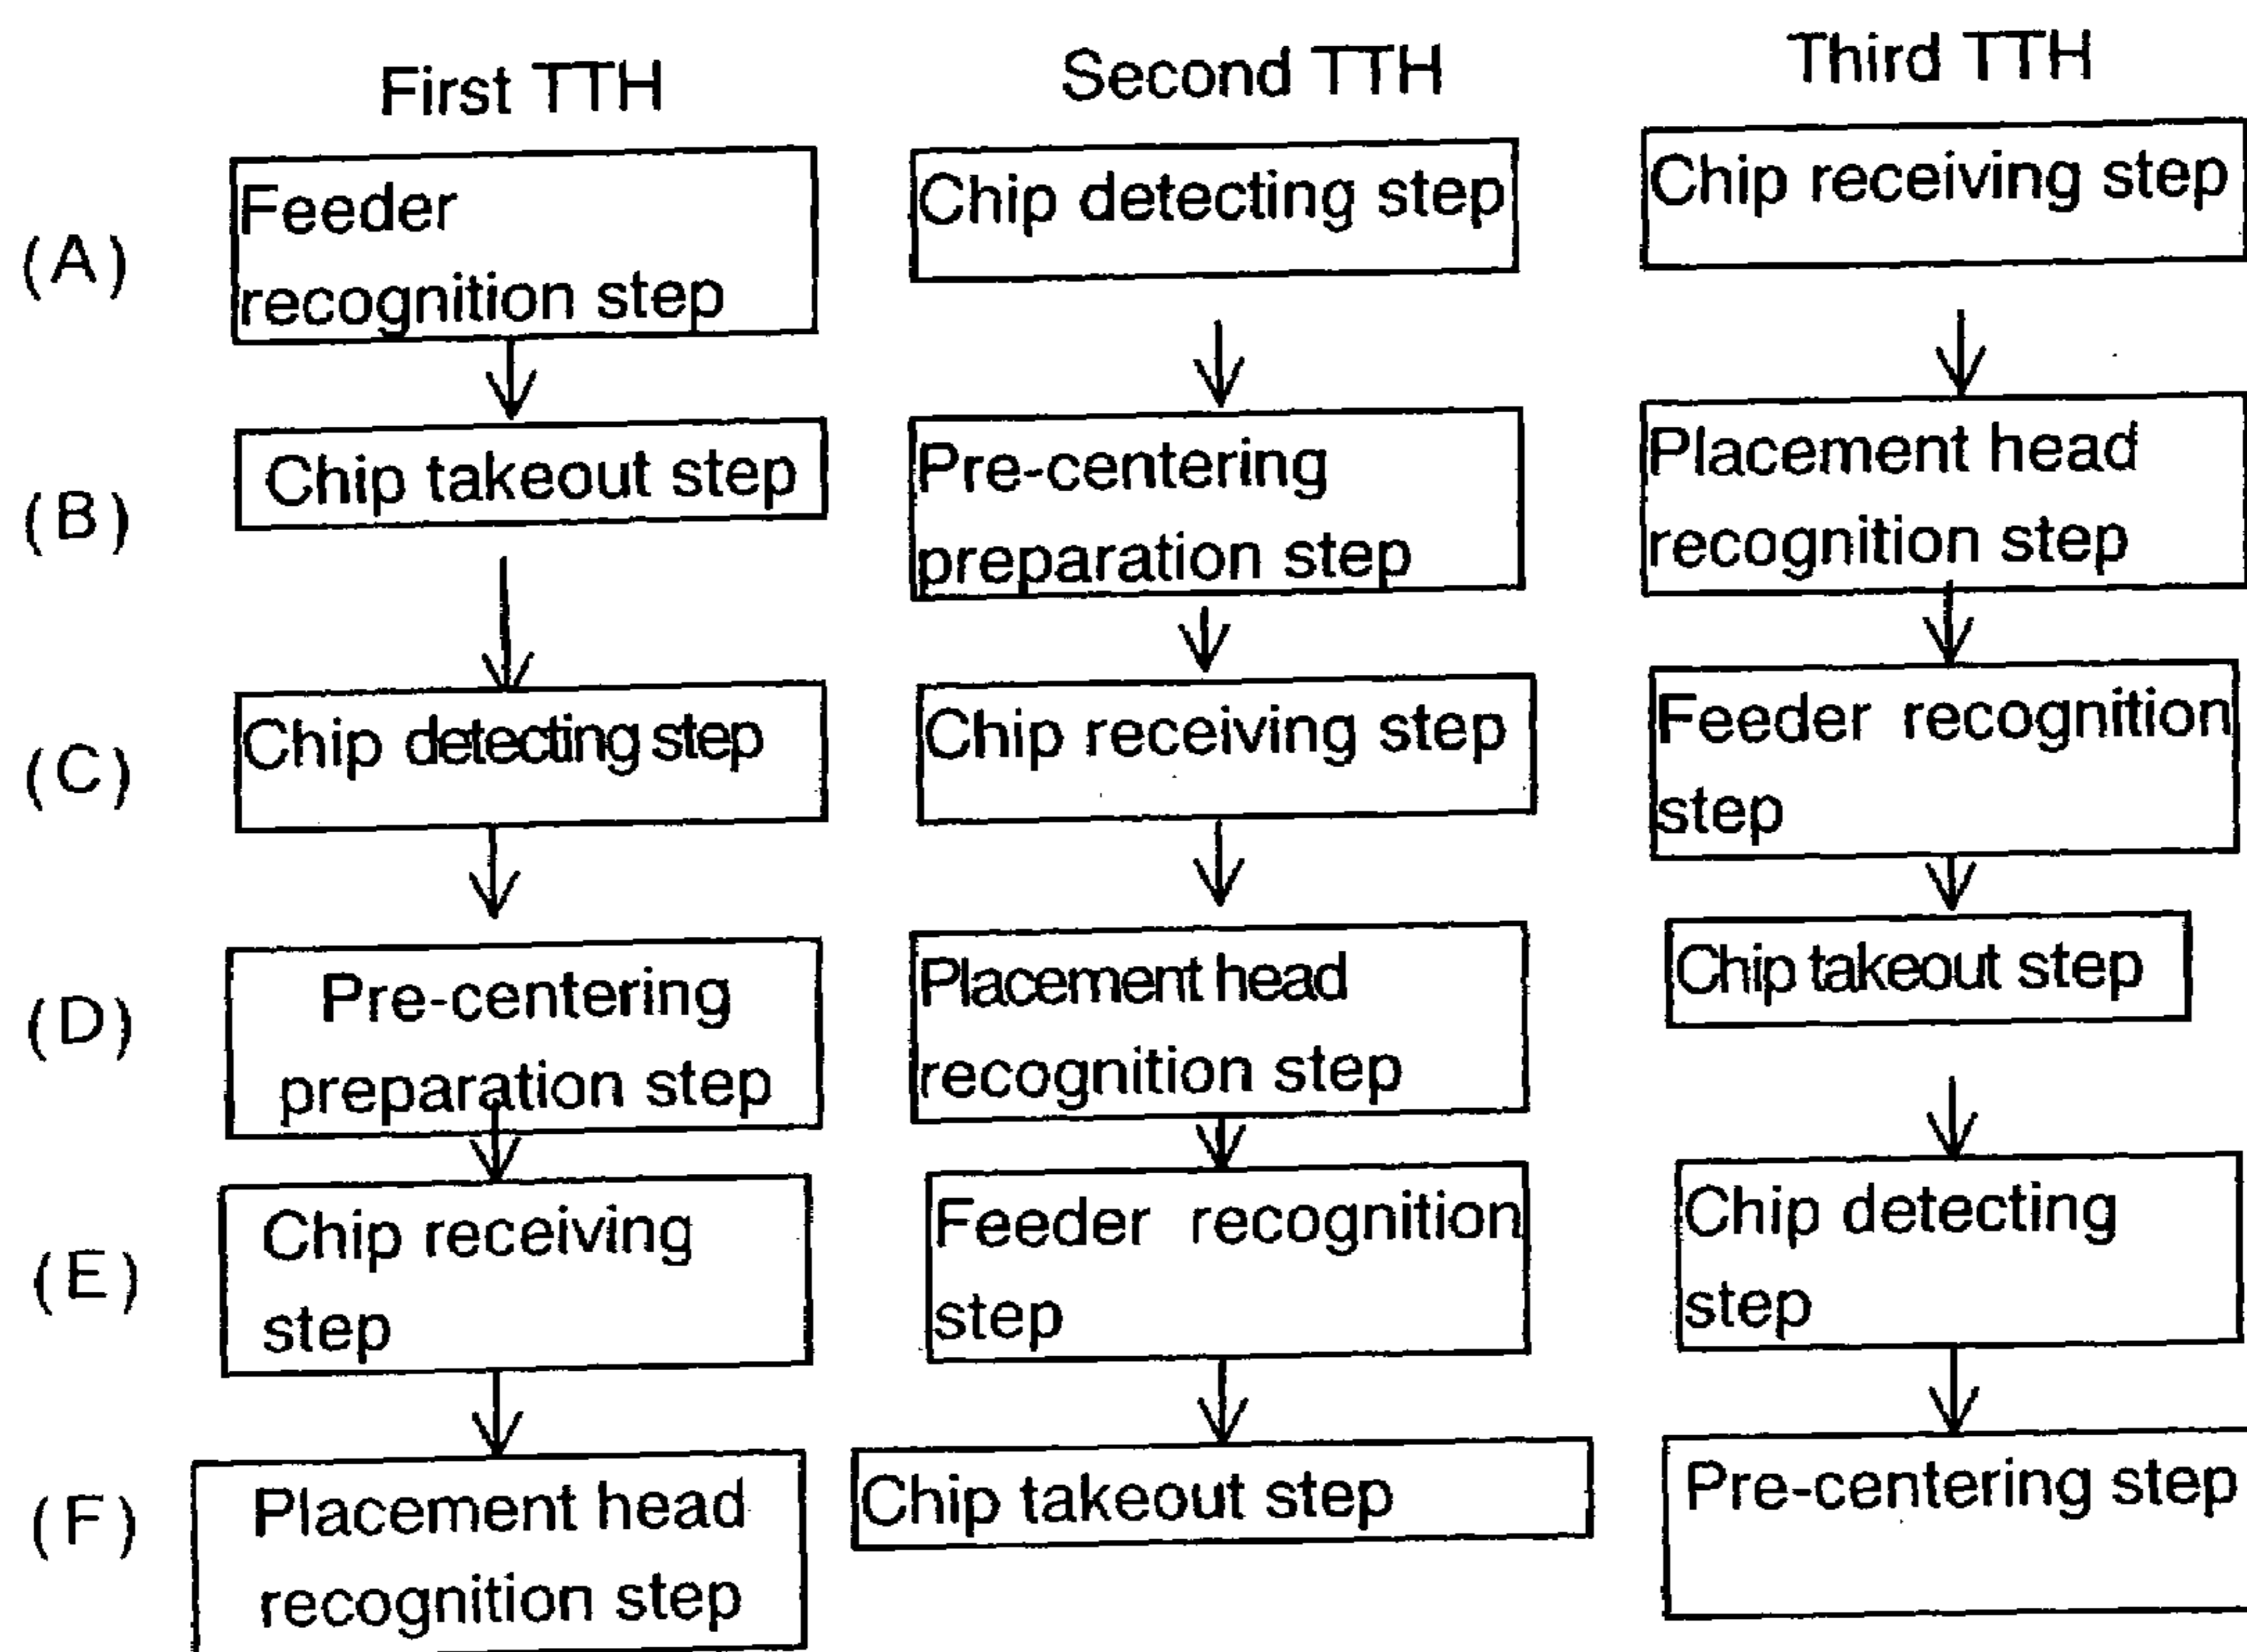 First TTH
Second TTH
Third TTH
(A)
Feeder
recognition step
Chip detecting step
Chip receiving step
(B)
Chip takeout step
Pre-centering
preparation step
Placement head
recognition step
(C)
Chip detecting step
Chip receiving step
Feeder recognition
step
(D)
Pre-centering
preparation step
Placement head
recognition step
Chip takeout step
(E)
Chip receiving
step
Feeder recognition
step
Chip detecting
step
(F)
Placement head
recognition step
Chip takeout step
Pre-centering step